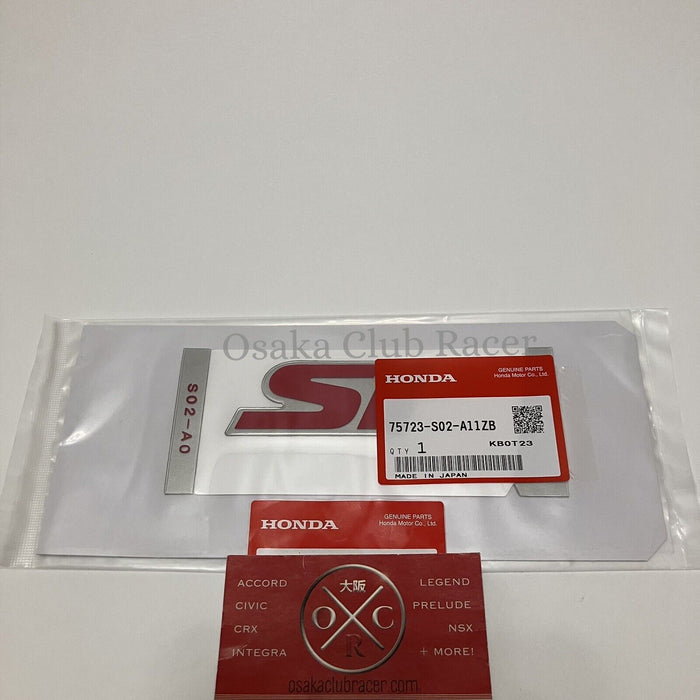 Osaka Club Racer
S02-A0
S
HONDA
GENUINE PARTS
Honda Motor Co., Ltd.
75723-S02-A11ZB
QTY 1
KB0T23
MADE IN JAPAN
HONDA
GENUINE PARTS
Honda Motor Co., Ltd.
ACCORD
CIVIC
CRX
INTEGRA
大阪
O C
R
LEGEND
PRELUDE
NSX
+ MORE!
osakaclubracer.com